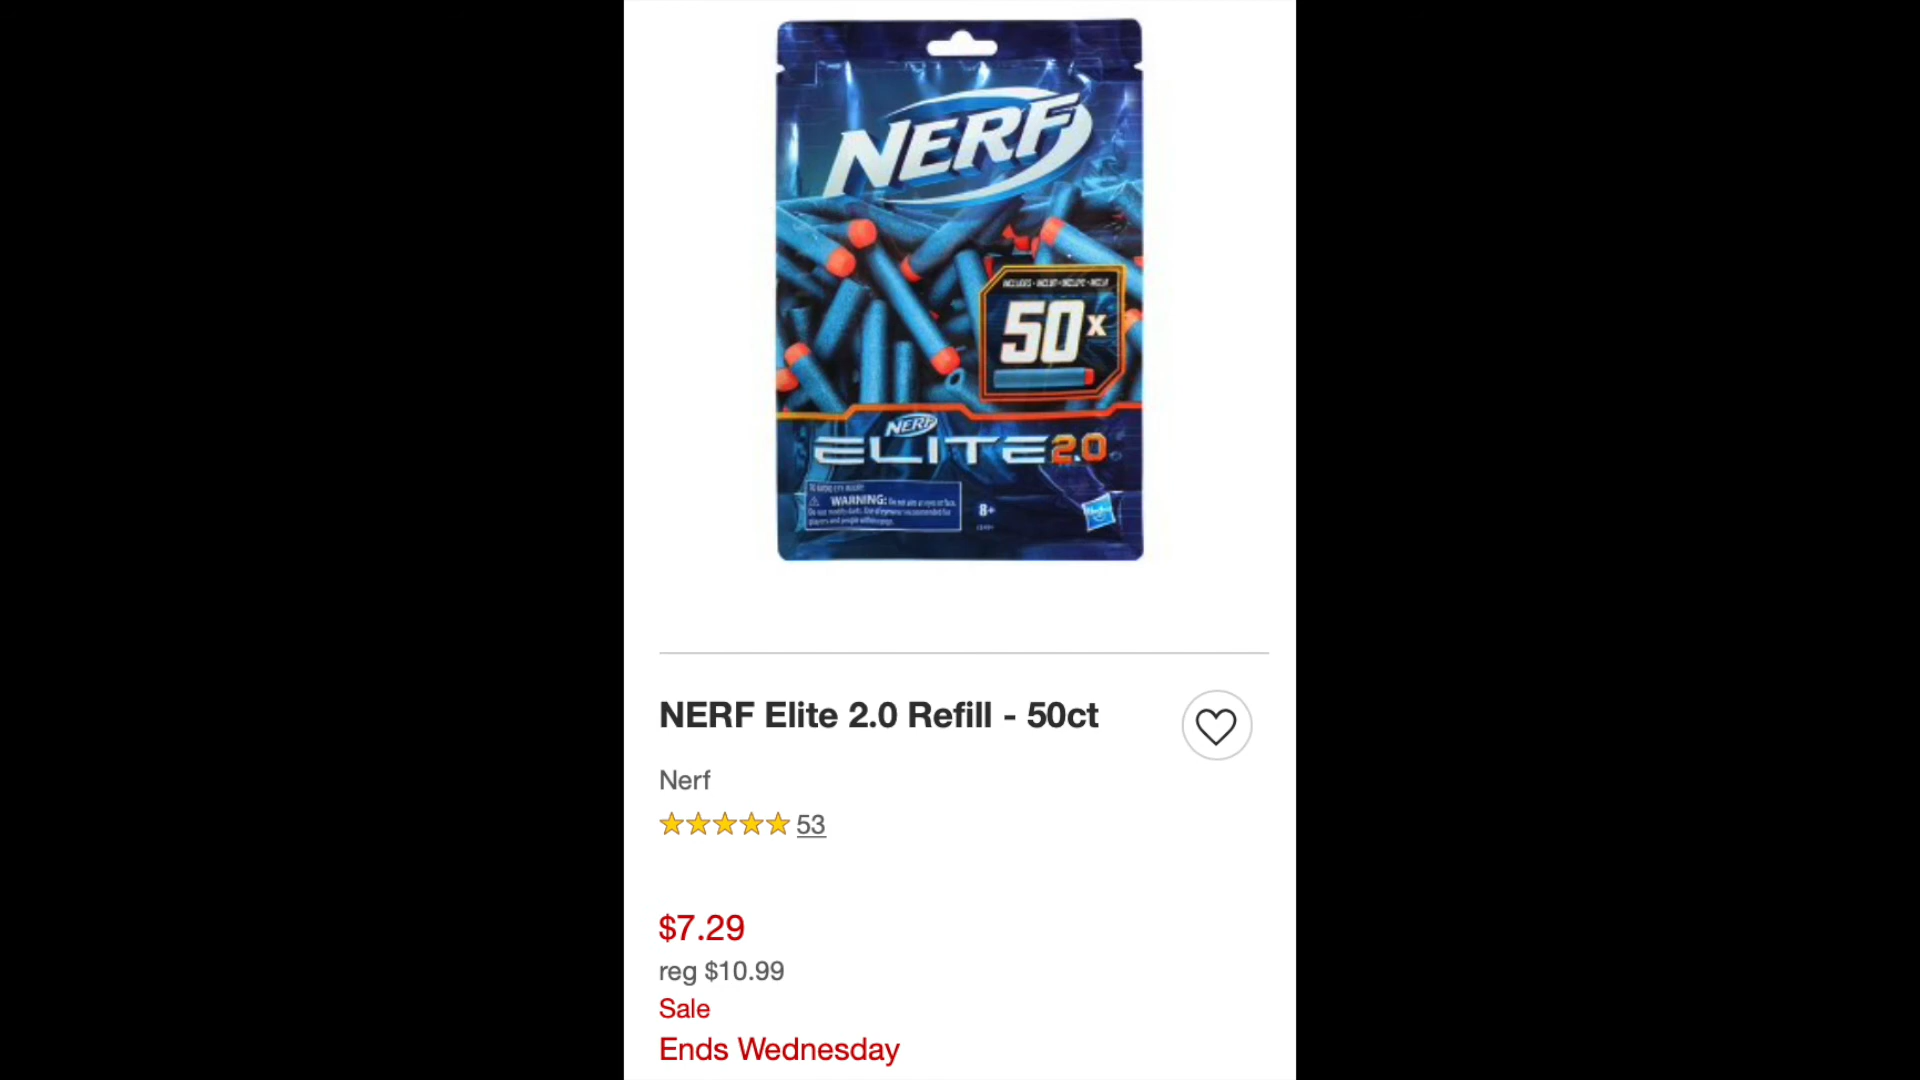 NERF
50x
NERF
ELITE 2.0
WARNING:
8+
NERF Elite 2.0 Refill - 50ct
Nerf
53
$7.29
reg $10.99
Sale
Ends Wednesday